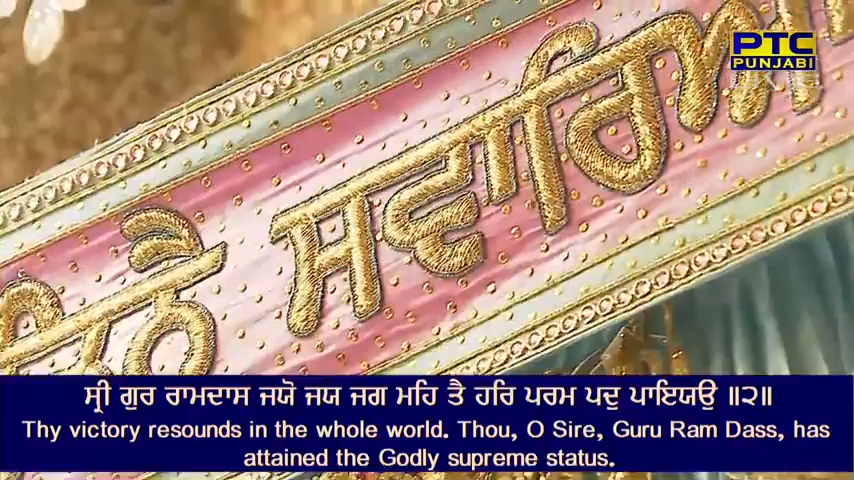 PTC
PUNJABI
ਜਿਨੈ ਸਵਾਰਿਆ
ਸ੍ਰੀ ਗੁਰ ਰਾਮਦਾਸ ਜਯੋ ਜਯ ਜਗ ਮਹਿ ਤੈ ਹਰਿ ਪਰਮ ਪਦੁ ਪਾਇਯਉ ॥੨॥
Thy victory resounds in the whole world. Thou, O Sire, Guru Ram Dass, has
attained the Godly supreme status.